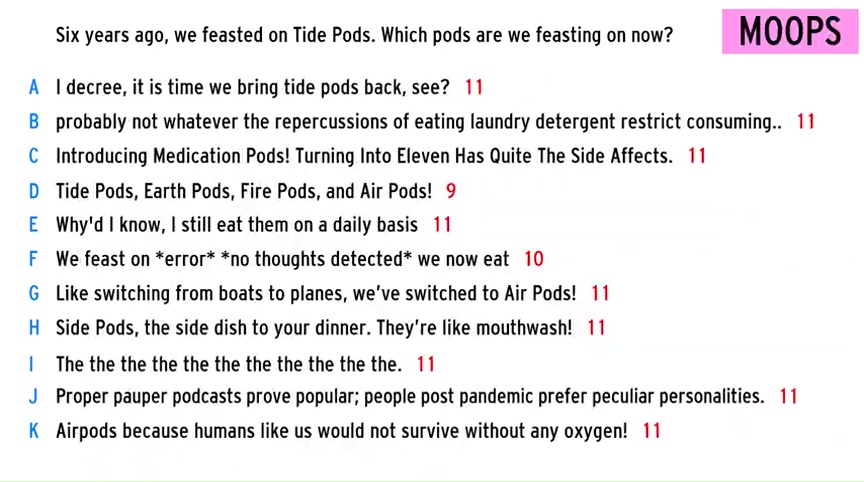 Six years ago, we feasted on Tide Pods. Which pods are we feasting on now?
MOOPS
A I decree, it is time we bring tide pods back, see? 11
B probably not whatever the repercussions of eating laundry detergent restrict consuming.. 11
C Introducing Medication Pods! Turning Into Eleven Has Quite The Side Affects. 11
D Tide Pods, Earth Pods, Fire Pods, and Air Pods! 9
E Why'd I know, I still eat them on a daily basis 11
F We feast on *error* *no thoughts detected* we now eat 10
G Like switching from boats to planes, we've switched to Air Pods! 11
H Side Pods, the side dish to your dinner. They're like mouthwash! 11
I The the the the the the the the the the the. 11
J Proper pauper podcasts prove popular; people post pandemic prefer peculiar personalities. 11
K Airpods because humans like us would not survive without any oxygen! 11